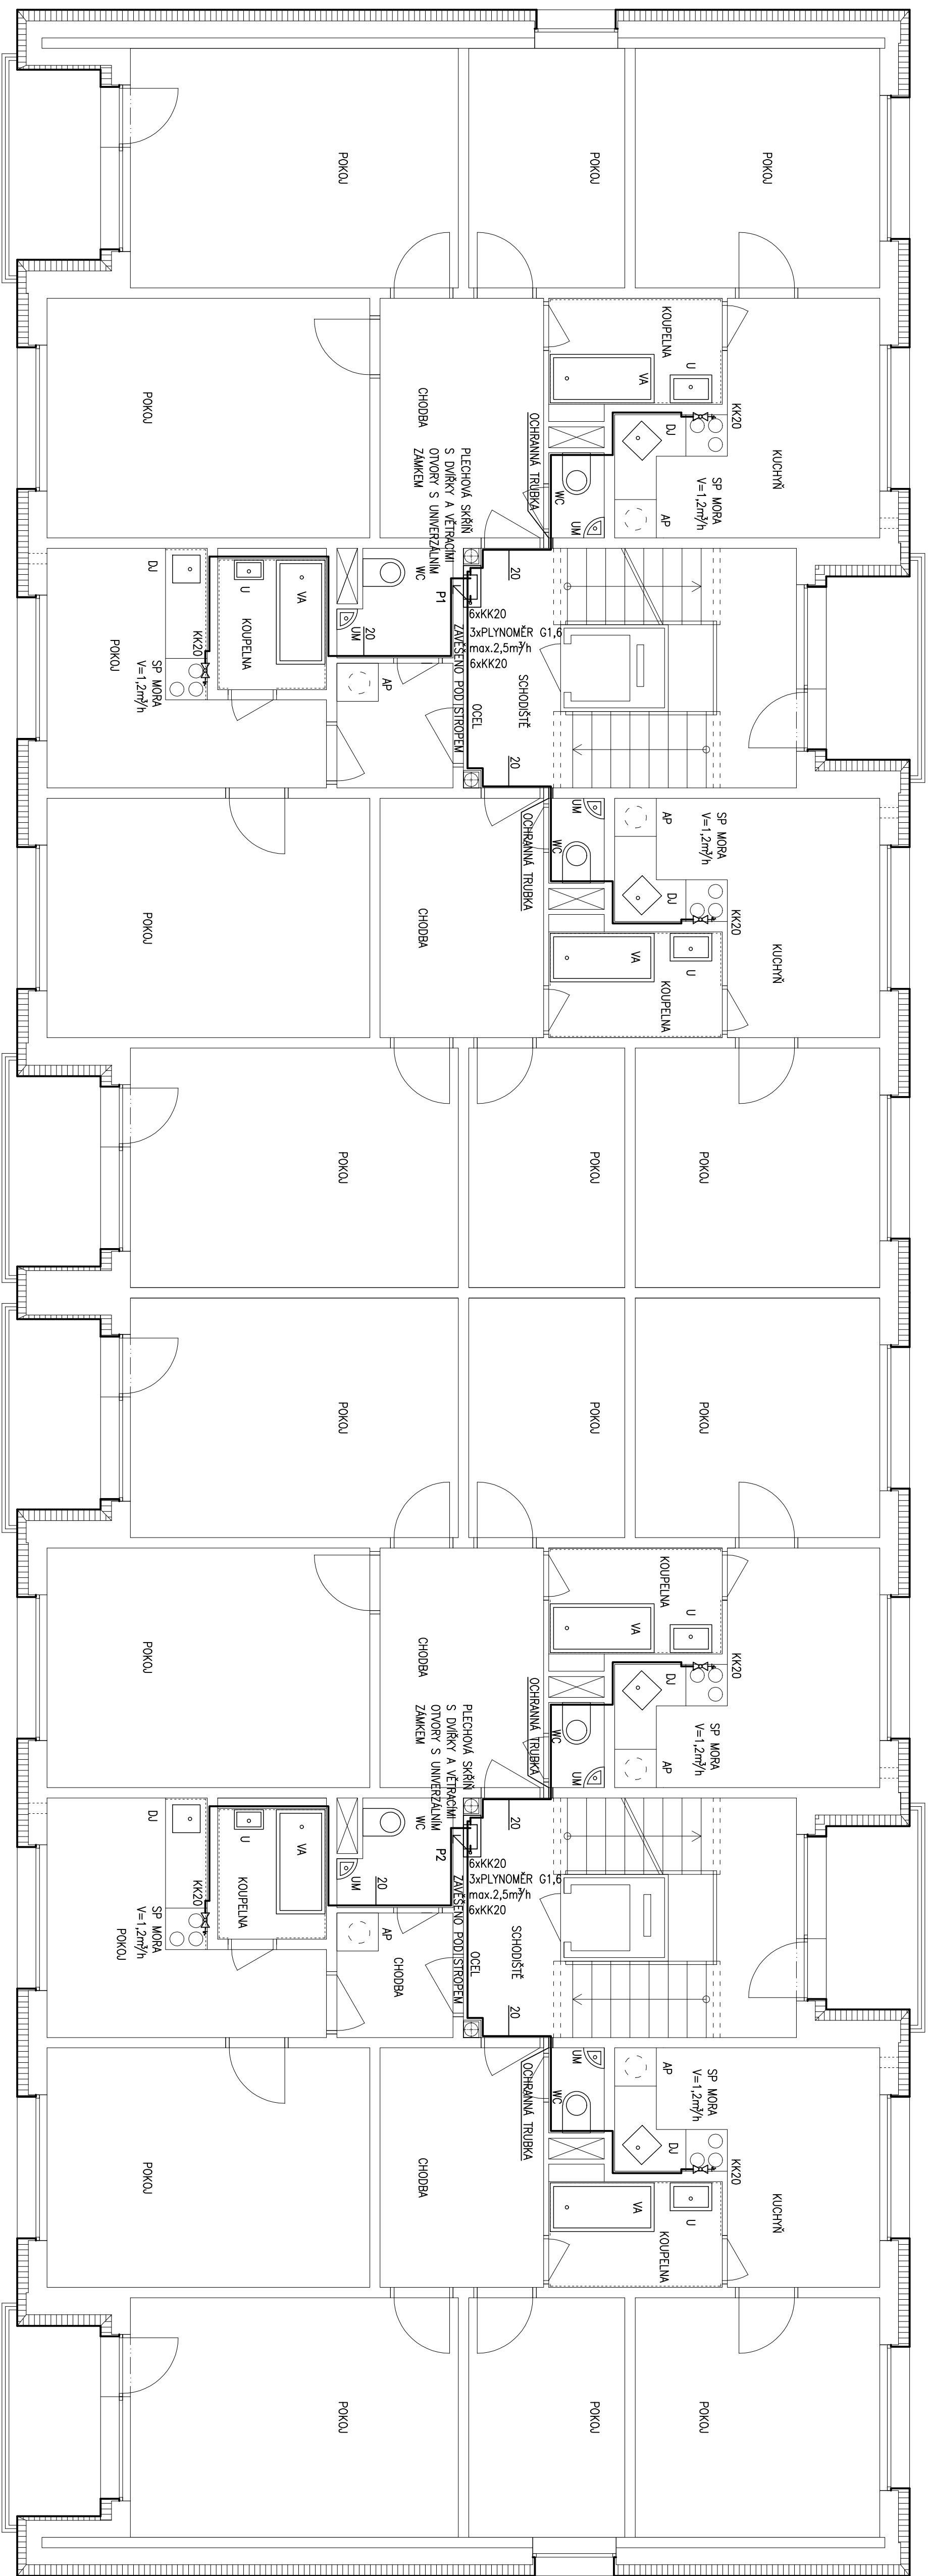 POKOJ
POKOJ
POKOJ
KOUPELNA
VA
U
POKOJ
CHODBA
OCHRANNÁ TRUBKA
KK20
DJ
KUCHYŇ
SP MORA
V=1,2m³/h
PLECHOVÁ SKŘÍŇ
S DVÍŘKY A VĚTRACÍMI
OTVORY S UNIVERZÁLNÍM
ZÁMKEM
WC
UM
AP
20
DJ
WC
P1
U
VA
6xKK20
3xPLYNOMĚR G1,6
max.2,5m³/h
6xKK20
KOUPELNA
20
UM
ZAVĚŠENO POD STROPEM
KK20
POKOJ
SP MORA
V=1,2m³/h
AP
OCEL
SCHODIŠTĚ
20
UM
AP
SP MORA
V=1,2m³/h
OCHRANNÁ TRUBKA
WC
DJ
KK20
POKOJ
CHODBA
VA
U
KUCHYŇ
KOUPELNA
POKOJ
POKOJ
POKOJ
POKOJ
POKOJ
POKOJ
KOUPELNA
VA
U
POKOJ
CHODBA
OCHRANNÁ TRUBKA
KK20
DJ
SP MORA
V=1,2m³/h
PLECHOVÁ SKŘÍŇ
S DVÍŘKY A VĚTRACÍMI
OTVORY S UNIVERZÁLNÍM
ZÁMKEM
WC
UM
AP
20
DJ
WC
P2
U
VA
6xKK20
3xPLYNOMĚR G1,6
max.2,5m³/h
6xKK20
KOUPELNA
20
UM
ZAVĚŠENO POD STROPEM
KK20
POKOJ
SP MORA
V=1,2m³/h
AP
CHODBA
OCEL
SCHODIŠTĚ
20
UM
AP
SP MORA
V=1,2m³/h
OCHRANNÁ TRUBKA
WC
DJ
KK20
POKOJ
CHODBA
VA
U
KUCHYŇ
KOUPELNA
POKOJ
POKOJ
POKOJ